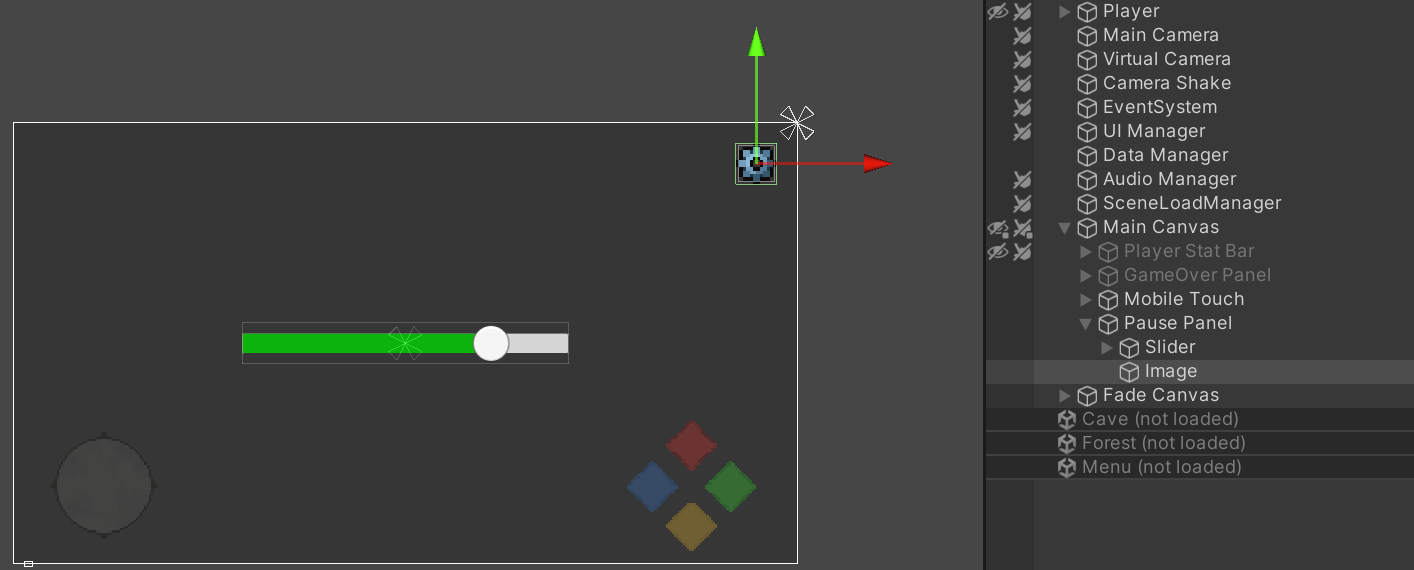 Player
Main Camera
Virtual Camera
Camera Shake
EventSystem
UI Manager
Data Manager
Audio Manager
SceneLoadManager
Main Canvas
Player Stat Bar
GameOver Panel
Mobile Touch
Pause Panel
Slider
Image
Fade Canvas
Cave (not loaded)
Forest (not loaded)
Menu (not loaded)